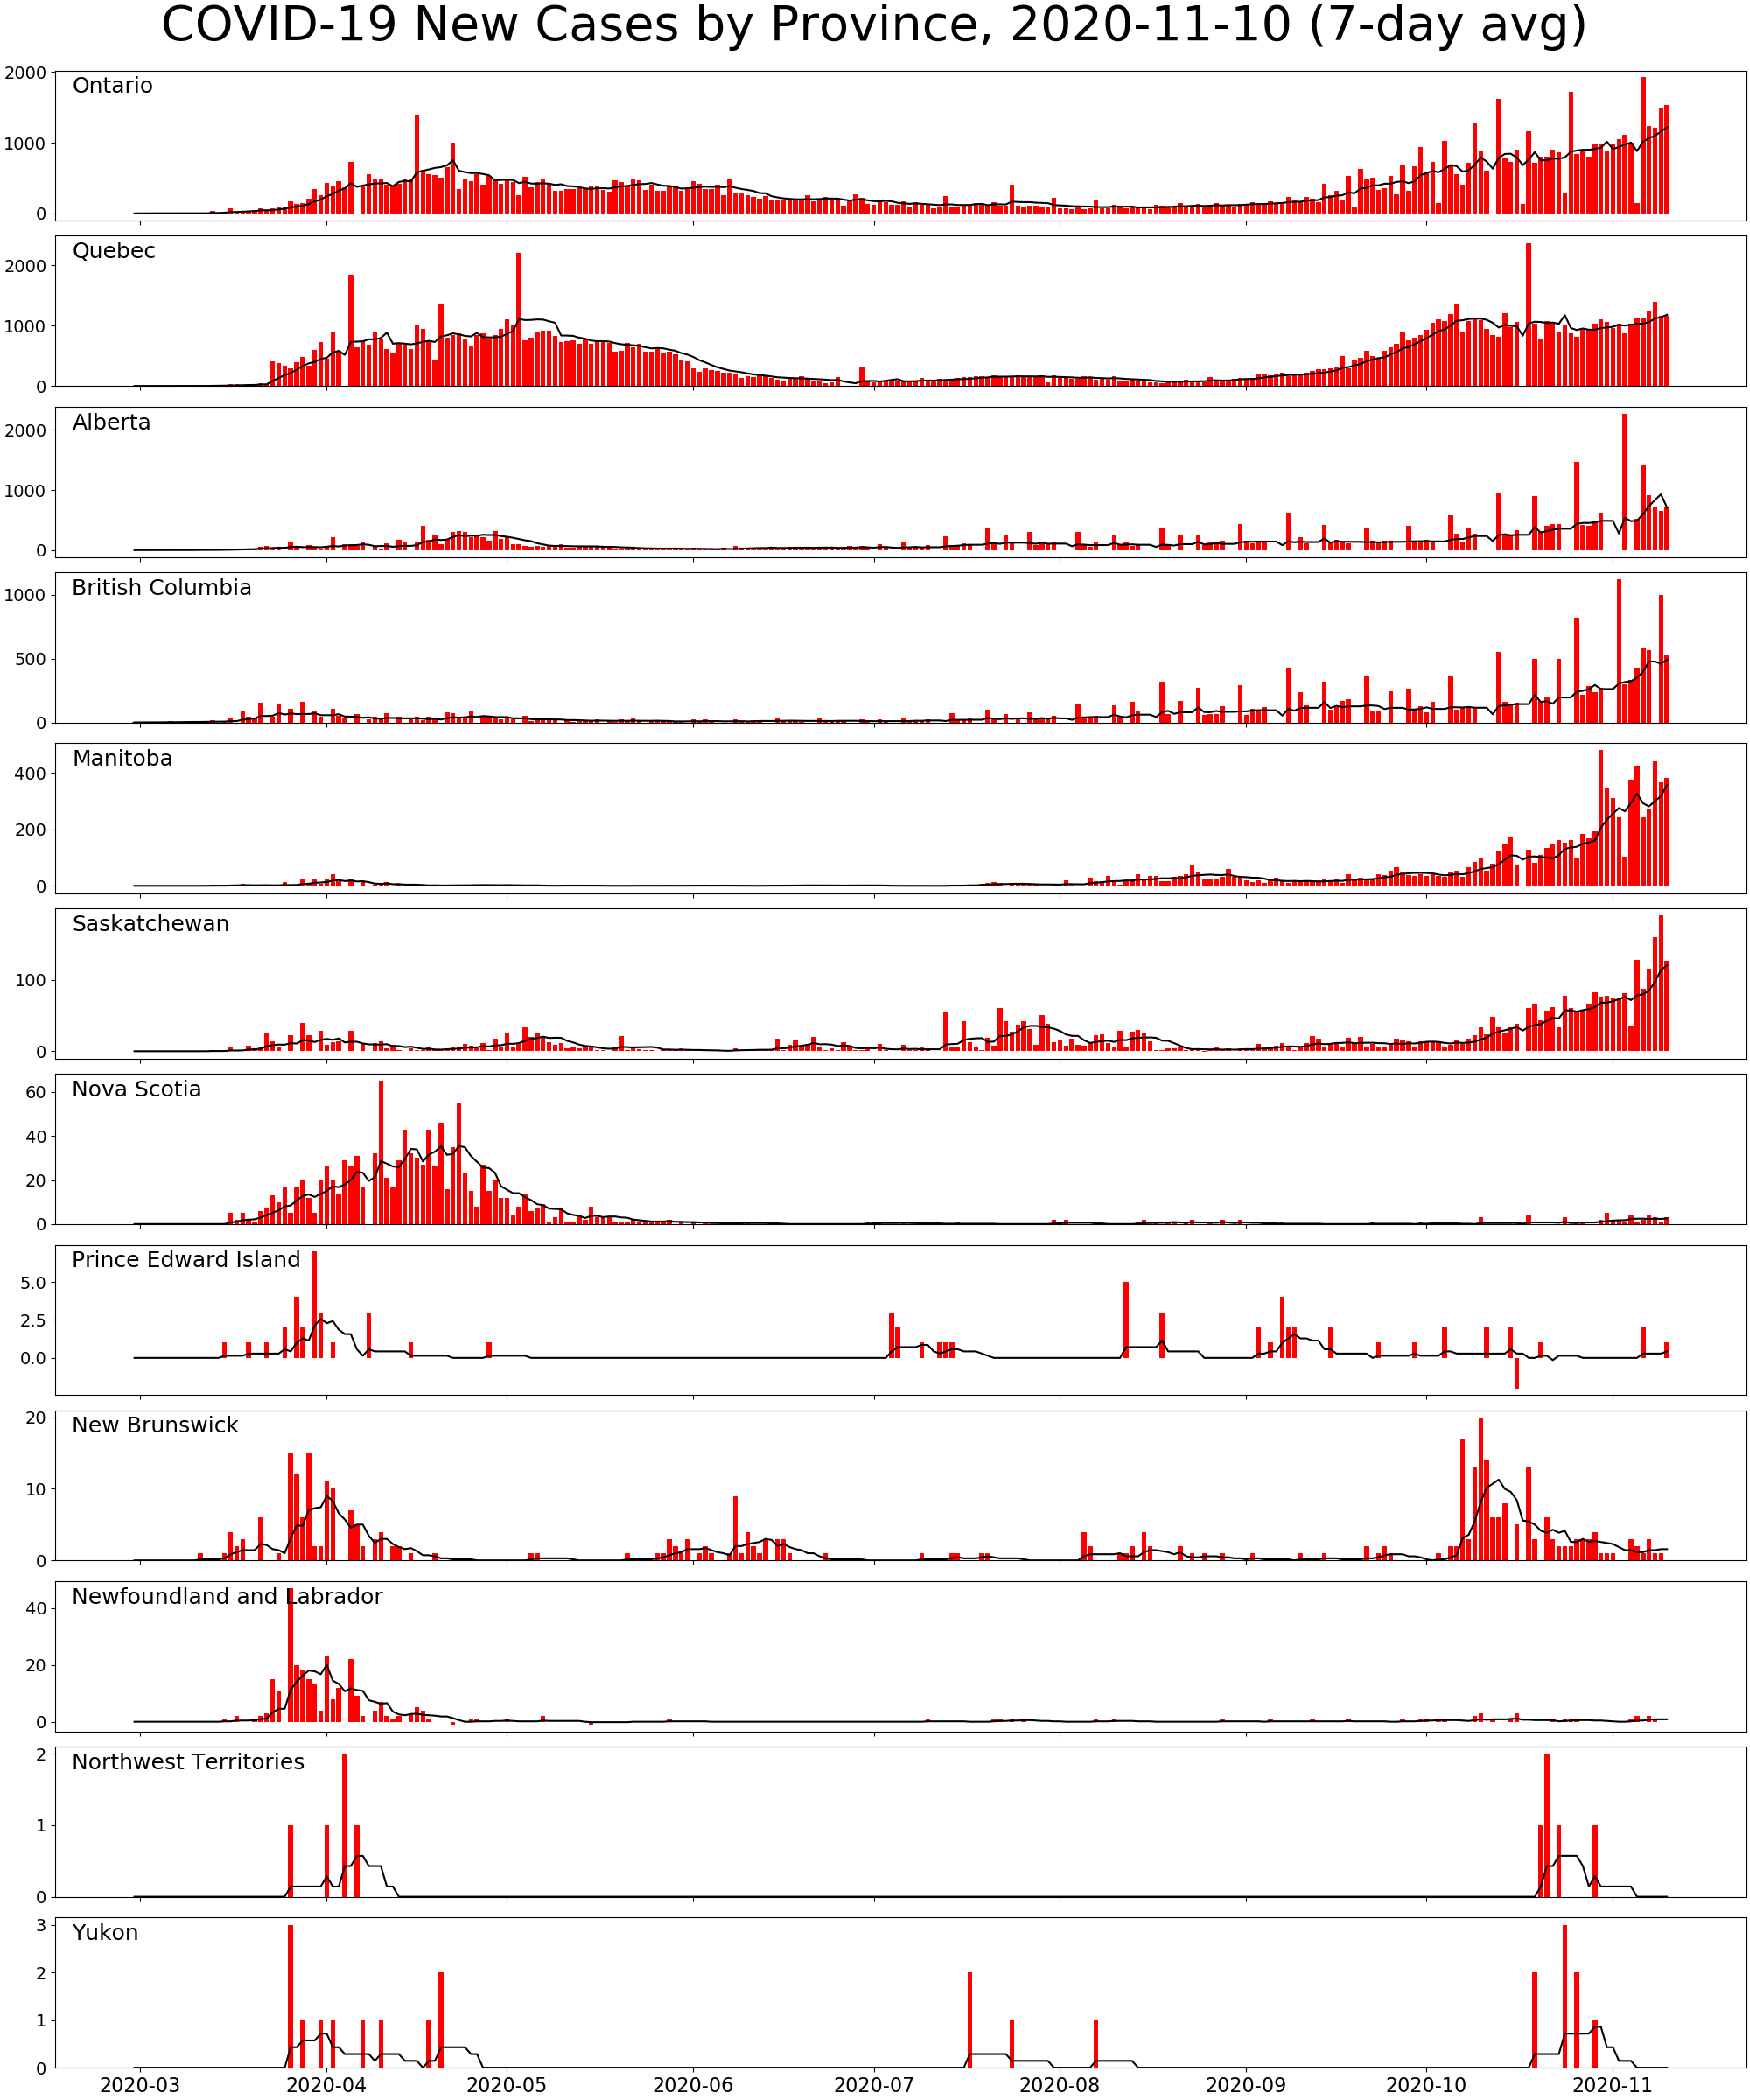 COVID-19 New Cases by Province, 2020-11-10 (7-day avg)
Ontario
2000
1000
0
Quebec
2000
1000
0
Alberta
2000
1000
0
British Columbia
1000
500
0
Manitoba
400
200
0
Saskatchewan
100
0
Nova Scotia
60
40
20
0
Prince Edward Island
5.0
2.5
0.0
New Brunswick
20
10
0
Newfoundland and Labrador
40
20
0
Northwest Territories
2
1
0
Yukon
3
2
1
0
2020-03 2020-04 2020-05 2020-06 2020-07 2020-08 2020-09 2020-10 2020-11